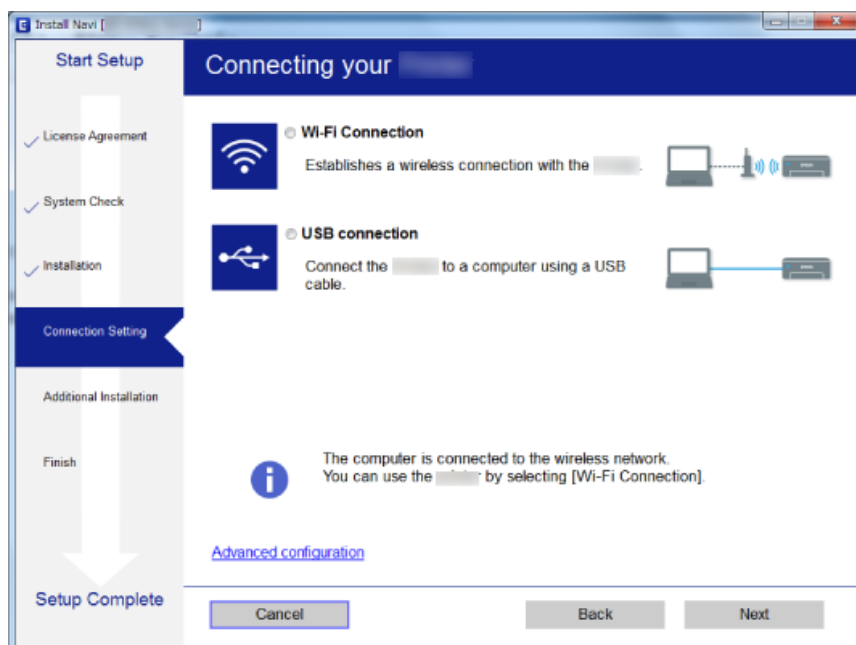 Install Navi [ ]
Start Setup
License Agreement
System Check
Installation
Connection Setting
Additional Installation
Finish
Setup Complete
Connecting your
Wi-Fi Connection
Establishes a wireless connection with the .
USB connection
Connect the to a computer using a USB
cable.
The computer is connected to the wireless network.
You can use the by selecting [Wi-Fi Connection].
Advanced configuration
Cancel
Back
Next